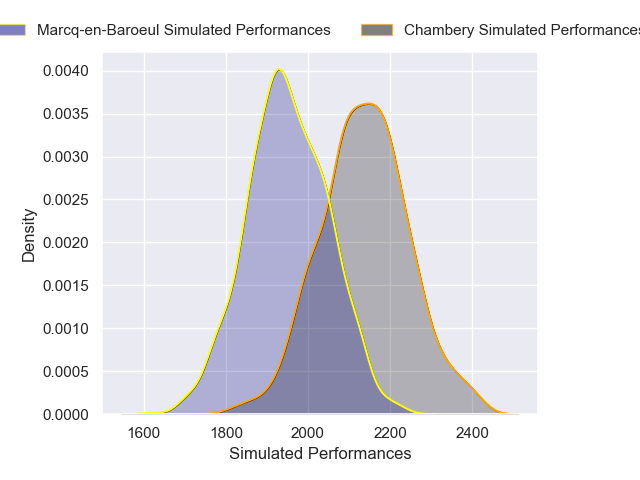 Marcq-en-Baroeul Simulated Performances Chambery Simulated Performances
0.0040
0.0035
0.0030
0.0025
0.0020
0.0015
0.0010
0.0005
0.0000
Density
1600 1800 2000 2200 2400
Simulated Performances